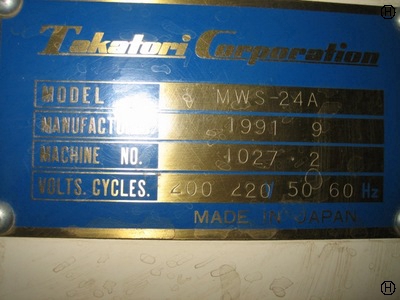 Takatori Corporation
MODEL MWS-24A
MANUFACTU 1991 9
MACHINE NO. 1027-2
VOLTS. CYCLES. 200 220/50 60 Hz
MADE IN JAPAN
H
H